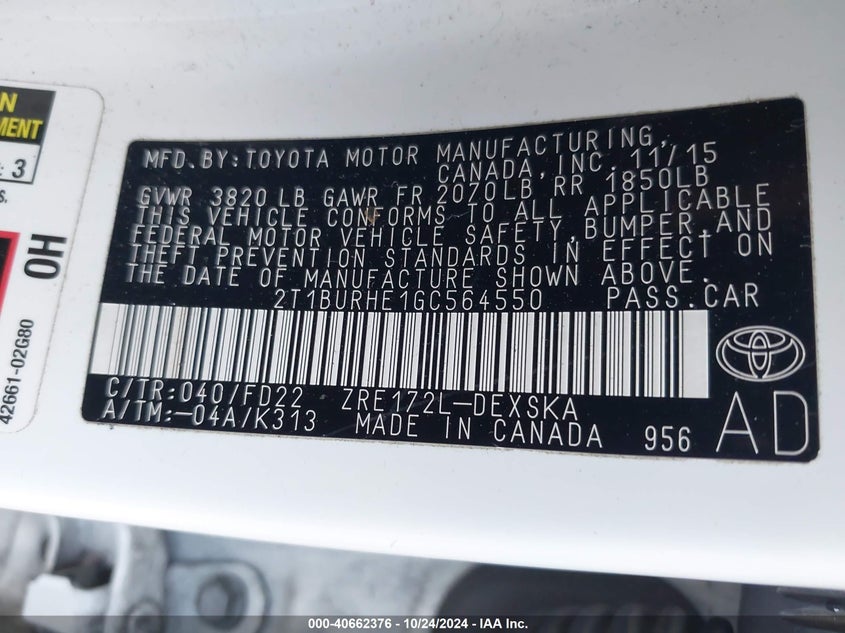 N
MENT
: 3
S.
OH
42661-02G80
MFD.BY:TOYOTA MOTOR MANUFACTURING,
CANADA,INC. 11/15
GVWR 3820 LB GAWR FR 2070LB RR 1850LB
THIS VEHICLE CONFORMS TO ALL APPLICABLE
FEDERAL MOTOR VEHICLE SAFETY,BUMPER,AND
THEFT PREVENTION STANDARDS IN EFFECT ON
THE DATE OF MANUFACTURE SHOWN ABOVE.
2T1BURHE1GC564550 PASS.CAR
C/TR:040/FD22 ZRE172L-DEXSKA
A/TM:-04A/K313 MADE IN CANADA 956 AD
000-40662376 - 10/24/2024 - IAA Inc.